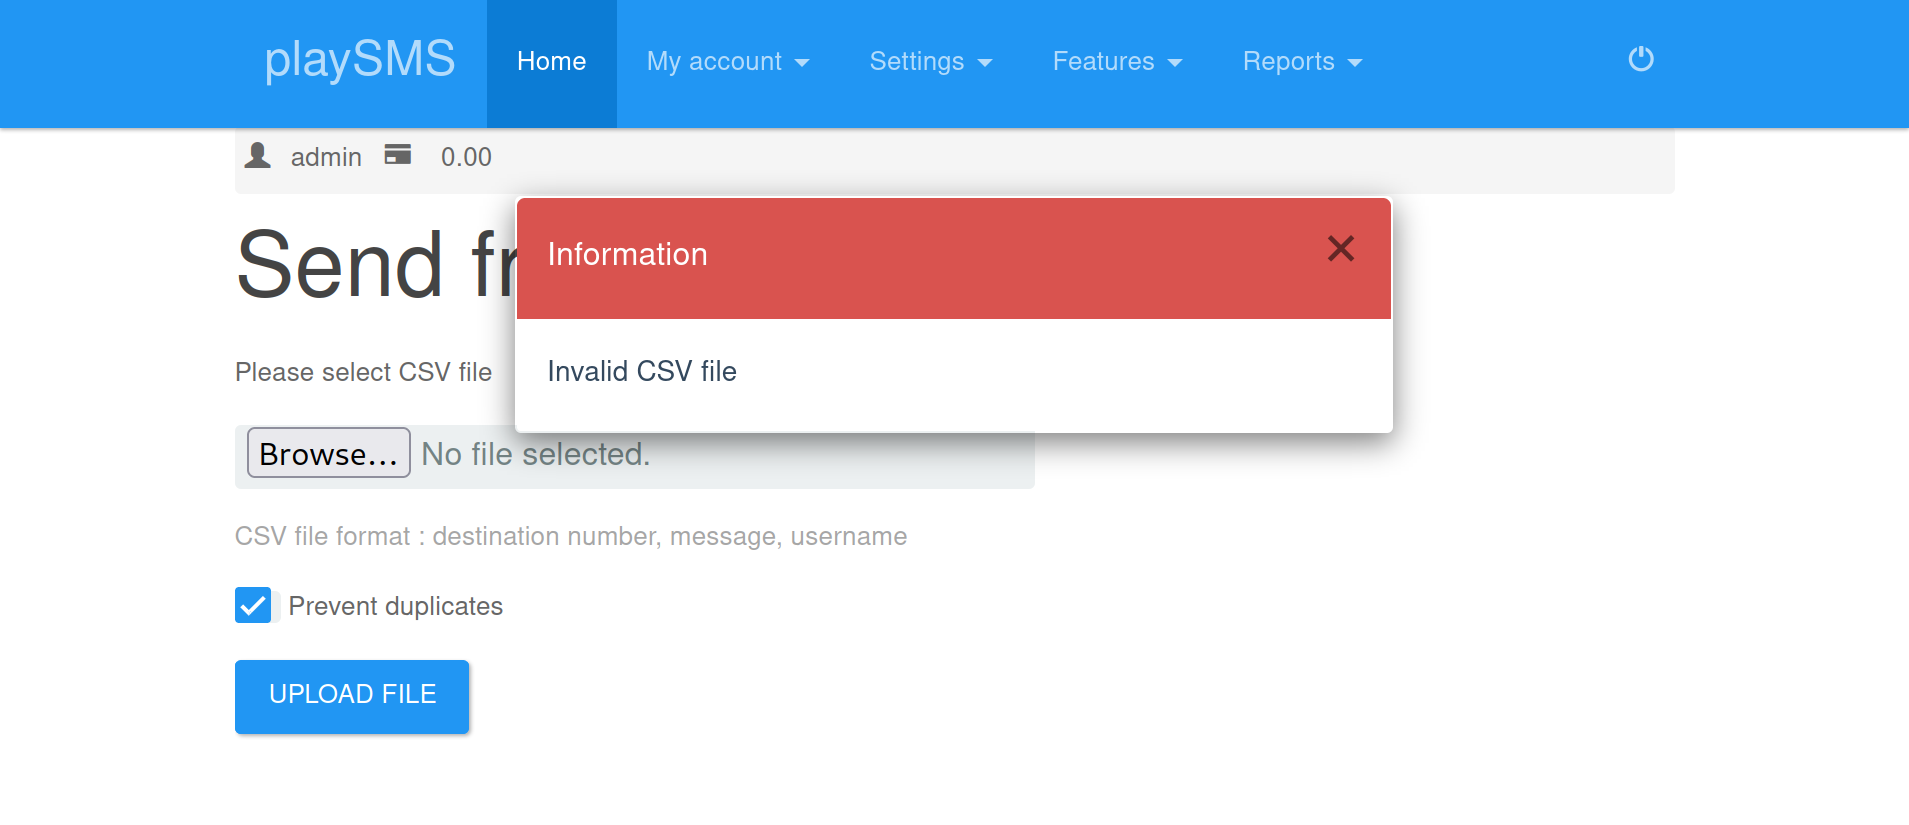 playSMS Home My account Settings Features Reports
admin 0.00
Send
Information
Invalid CSV file
Please select CSV file
Browse... No file selected.
CSV file format : destination number, message, username
Prevent duplicates
UPLOAD FILE